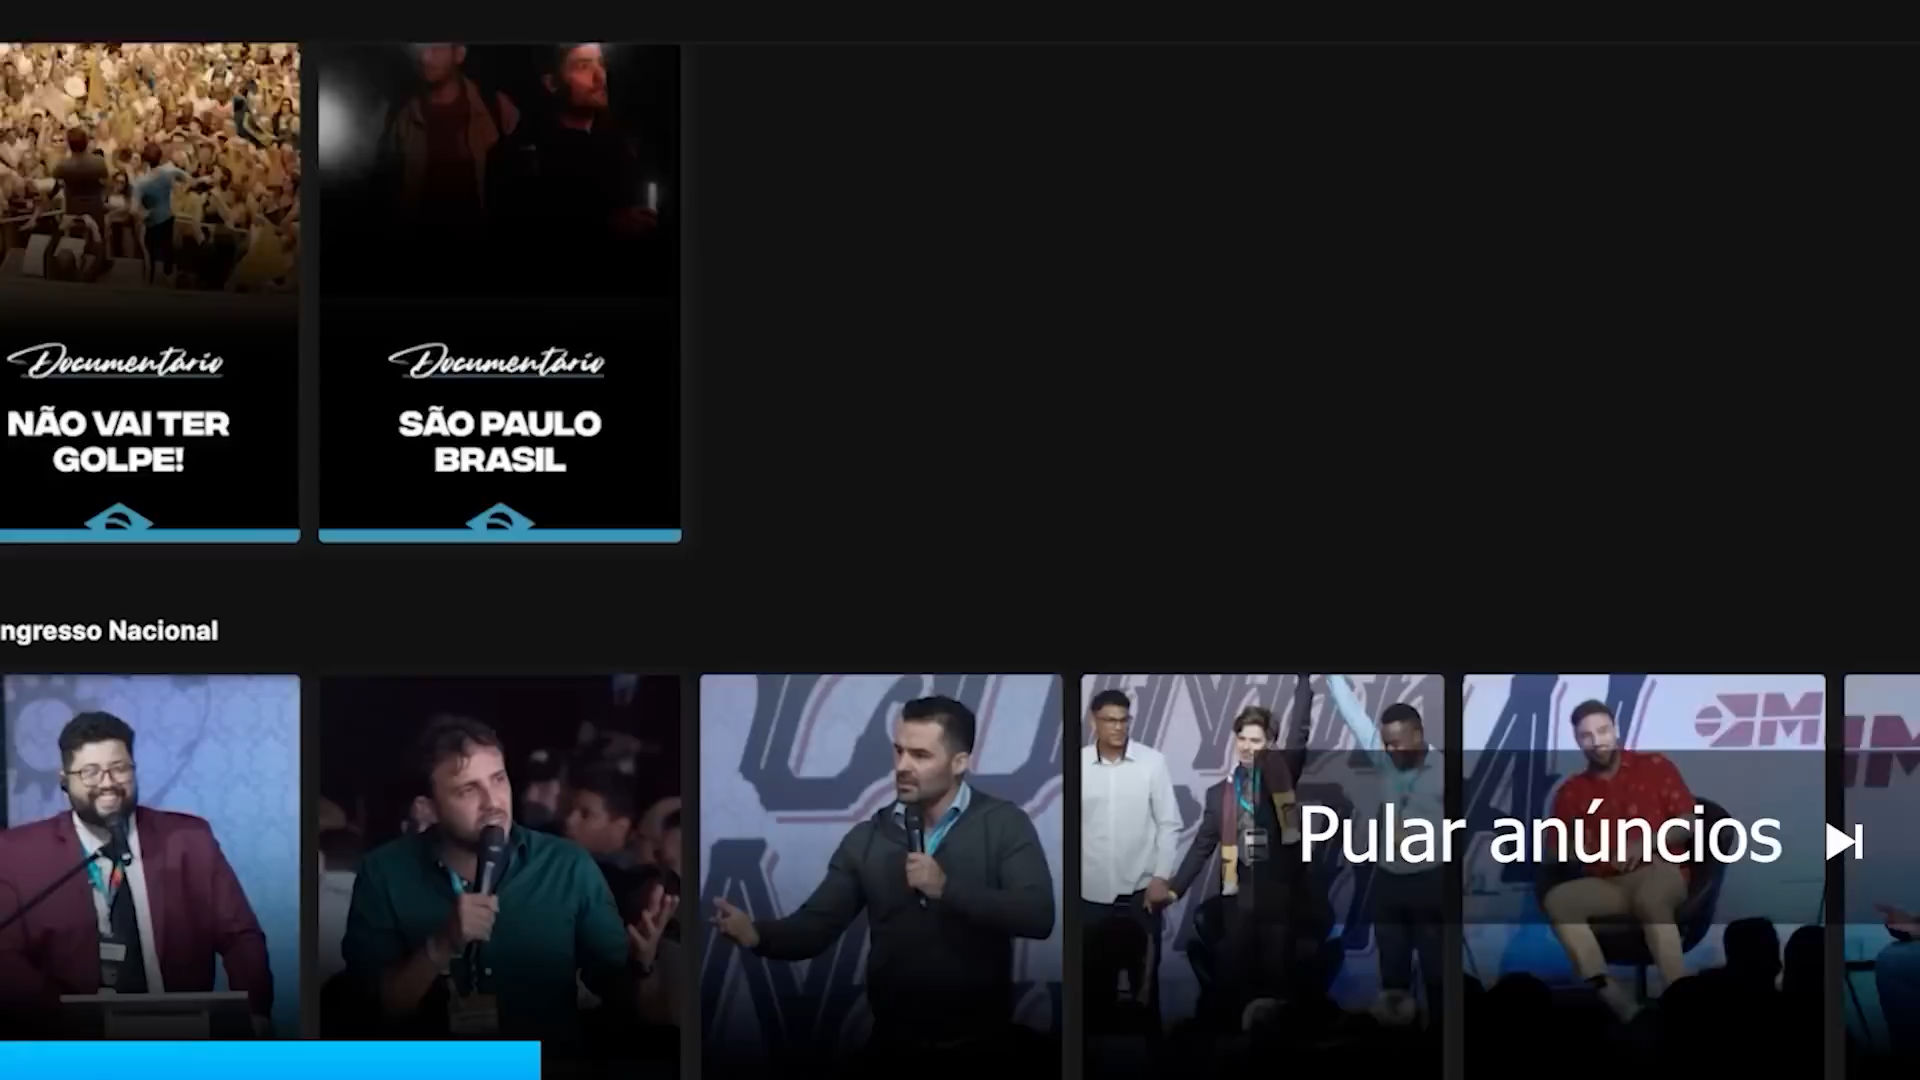 Documentário
NÃO VAI TER
GOLPE!
Documentário
SÃO PAULO
BRASIL
ngresso Nacional
Pular anúncios